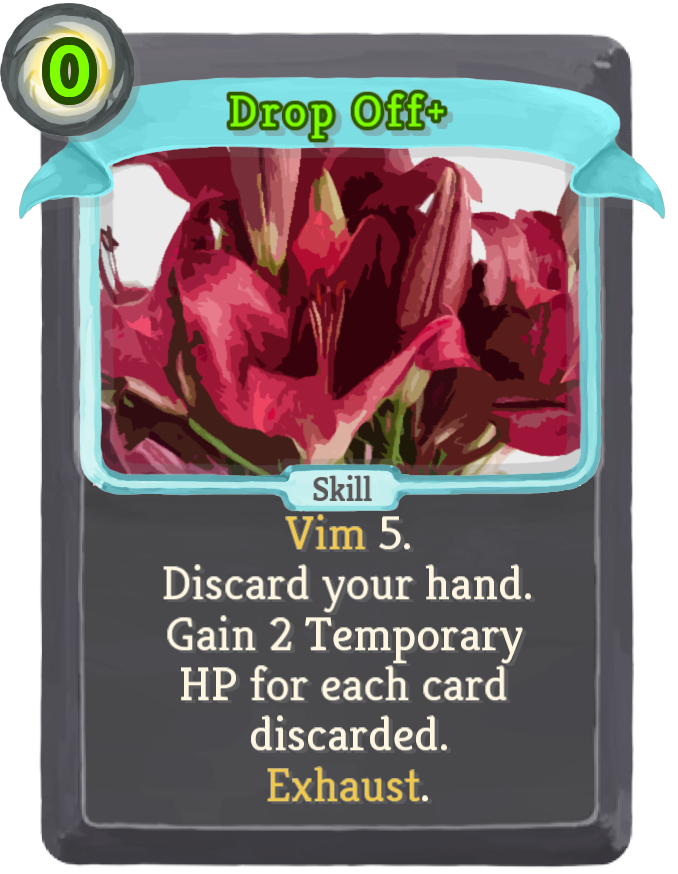 0
Drop Off+
Skill
Vim 5.
Discard your hand.
Gain 2 Temporary
HP for each card
discarded.
Exhaust.